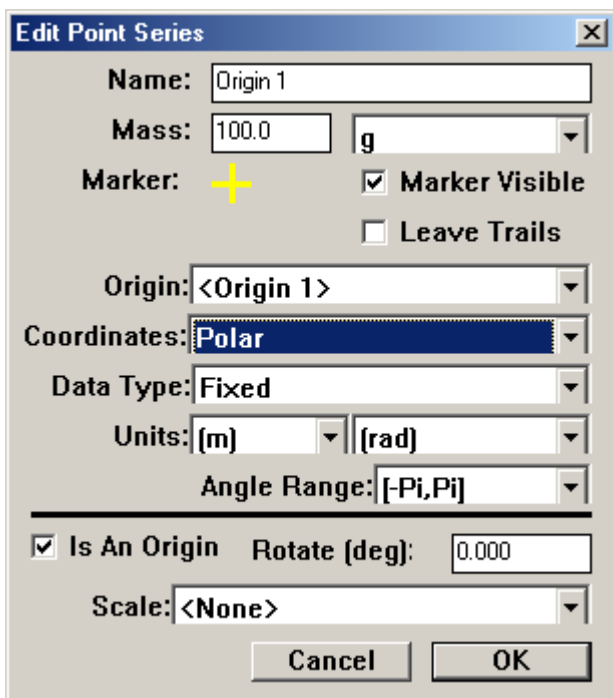 Edit Point Series
Name: Origin 1
Mass: 100.0 g
Marker: Marker Visible
Leave Trails
Origin: <Origin 1>
Coordinates: Polar
Data Type: Fixed
Units: (m) (rad)
Angle Range: [-Pi,Pi]
Is An Origin Rotate (deg): 0.000
Scale: <None>
Cancel OK